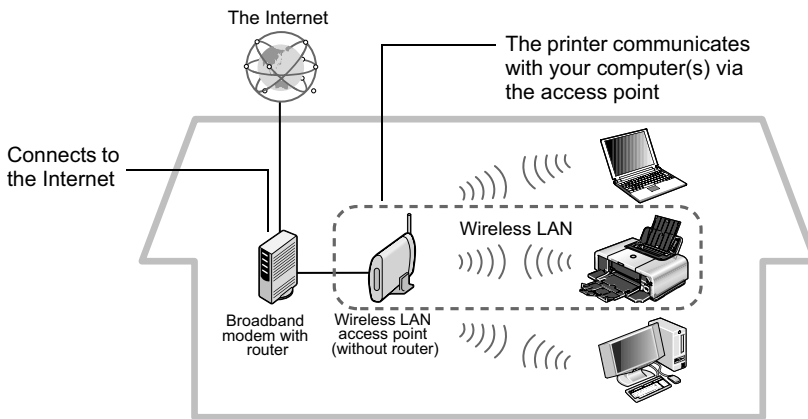 The Internet
The printer communicates
with your computer(s) via
the access point
Connects to
the Internet
Wireless LAN
Broadband
modem with
router
Wireless LAN
access point
(without router)